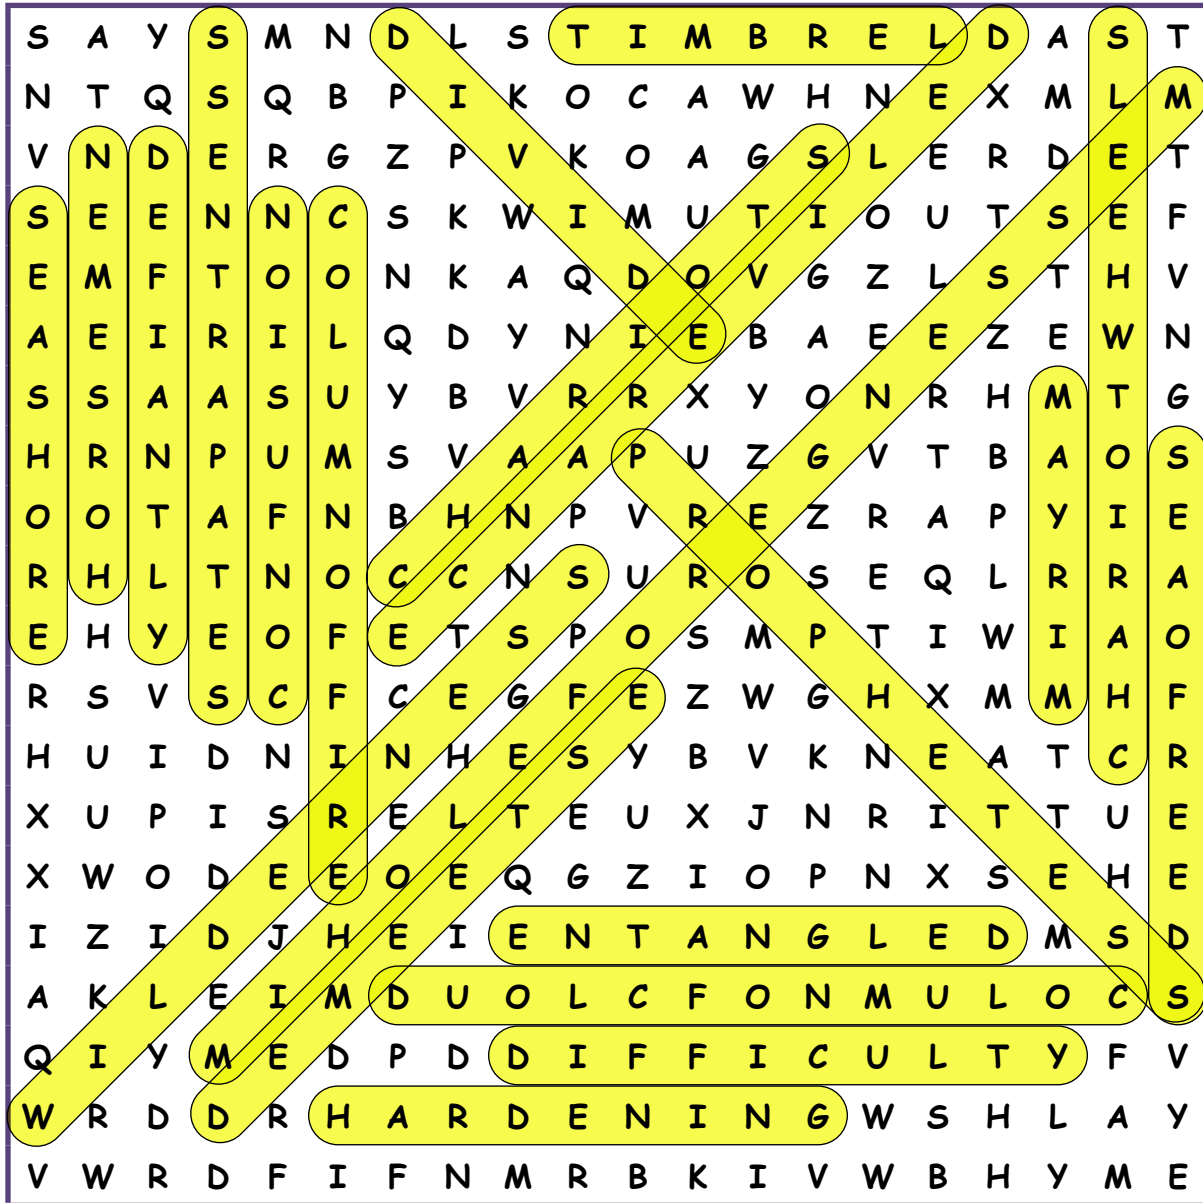 S A Y S M N D L S T I M B R E L D A S T
N T Q S Q B P I K O C A W H N E X M L M
V N D E R G Z P V K O A G S L E R D E T
S E E N N C S K W I M U T I O U T S E F
E M F T O O N K A Q D O V G Z L S T H V
A E I R I L Q D Y N I E B A E E Z E W N
S S A A S U Y B V R R X Y O N R H M T G
H R N P U M S V A A P U Z G V T B A O S
O O T A F N B H N P V R E Z R A P Y I E
R H L T N O C C N S U R O S E Q L R R A
E H Y E O F E T S P O S M P T I W I A O
R S V S C F C E G F E Z W G H X M M H F
H U I D N I N H E S Y B V K N E A T C R
X U P I S R E L T E U X J N R I T T U E
X W O D E E O E Q G Z I O P N X S E H E
I Z I D J H E I E N T A N G L E D M S D
A K L E I M D U O L C F O N M U L O C S
Q I Y M E D P D D I F F I C U L T Y F V
W R D D R H A R D E N I N G W S H L A Y
V W R D F I F N M R B K I V W B H Y M E